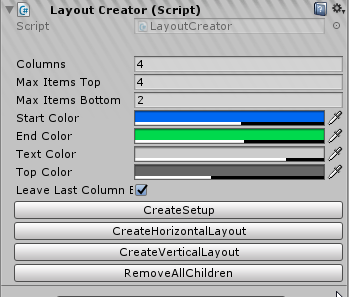 Layout Creator (Script)
Script LayoutCreator
Columns 4
Max Items Top 4
Max Items Bottom 2
Start Color
End Color
Text Color
Top Color
Leave Last Column E
CreateSetup
CreateHorizontalLayout
CreateVerticalLayout
RemoveAllChildren